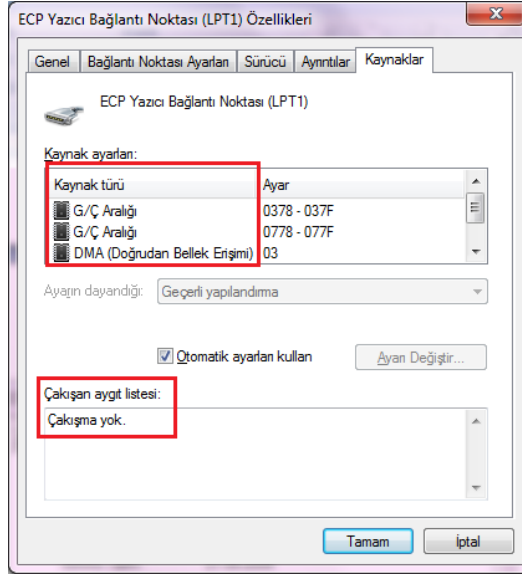 ECP Yazıcı Bağlantı Noktası (LPT1) Özellikleri
Genel Bağlantı Noktası Ayarları Sürücü Ayrıntılar Kaynaklar
ECP Yazıcı Bağlantı Noktası (LPT1)
Kaynak ayarları:
Kaynak türü Ayar
G/Ç Aralığı 0378 - 037F
G/Ç Aralığı 0778 - 077F
DMA (Doğrudan Bellek Erişimi) 03
Ayarın dayandığı: Geçerli yapılandırma
Otomatik ayarları kullan Ayarı Değiştir...
Çakışan aygıt listesi:
Çakışma yok.
Tamam İptal